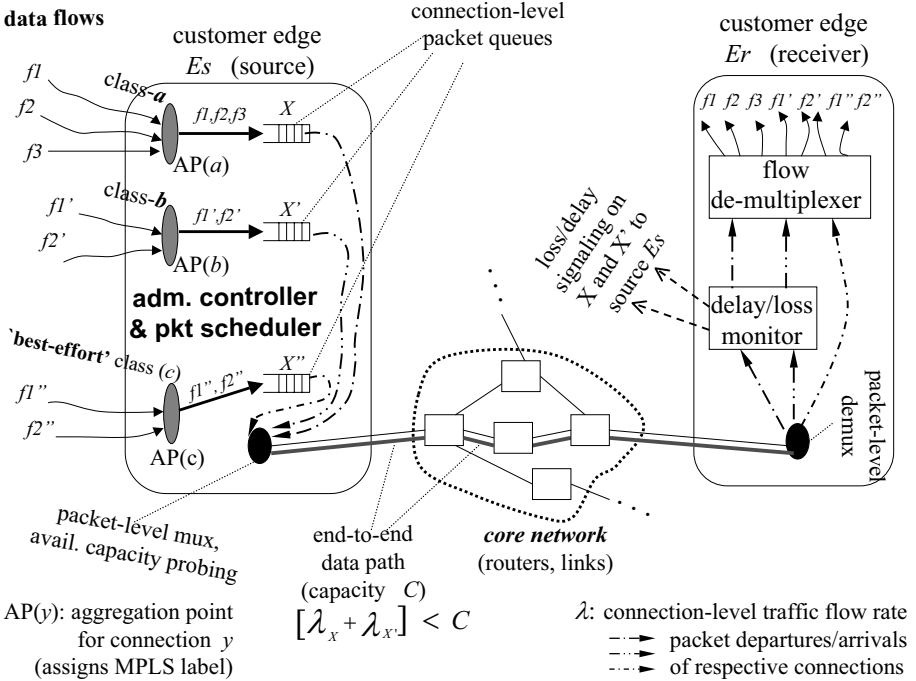 data flows
connection-level
packet queues
customer edge
Es (source)
customer edge
Er (receiver)
f1
f2
f3
class-a
f1,f2,f3
X
AP(a)
f1 f2 f3 f1' f2' f1'' f2''
flow
de-multiplexer
f1'
f2'
class-b
f1',f2'
X'
AP(b)
loss/delay
signaling on
X and X' to
source Es
adm. controller
& pkt scheduler
delay/loss
monitor
`best-effort' class (c)
f1''
f2''
f1'', f2''
X''
AP(c)
packet-level
demux
packet-level mux,
avail. capacity probing
end-to-end
data path
(capacity C)
[λX + λX'] < C
core network
(routers, links)
AP(y): aggregation point
for connection y
(assigns MPLS label)
λ: connection-level traffic flow rate
packet departures/arrivals
of respective connections